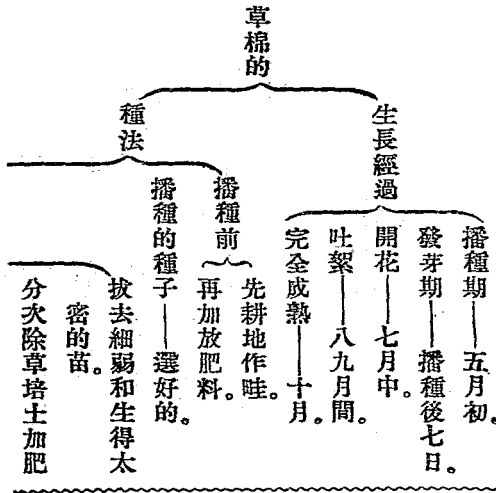 草棉的
生長經過
播種期——五月初。
發芽期——播種後七日。
開花——七月中。
吐絮——八九月間。
完全成熟——十月。
種法
播種前
先耕地作畦。
再加放肥料。
播種的種子——選好的。
拔去細弱和生得太
密的苗。
分次除草培土加肥